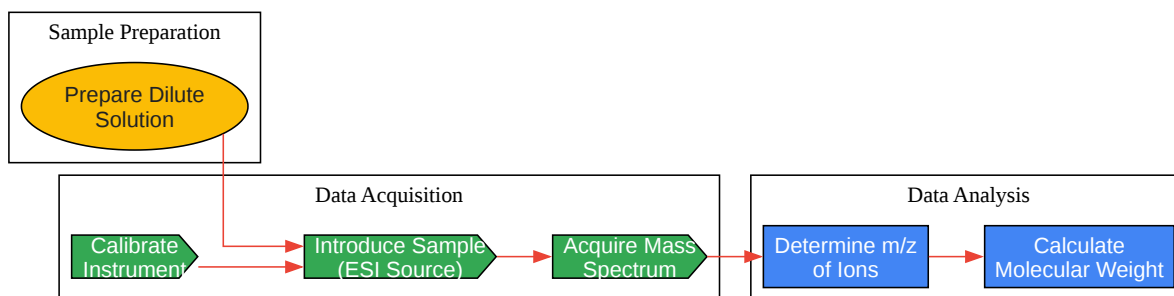 Sample Preparation
Prepare Dilute
Solution
Data Acquisition
Calibrate
Instrument
Introduce Sample
(ESI Source)
Acquire Mass
Spectrum
Data Analysis
Determine m/z
of Ions
Calculate
Molecular Weight